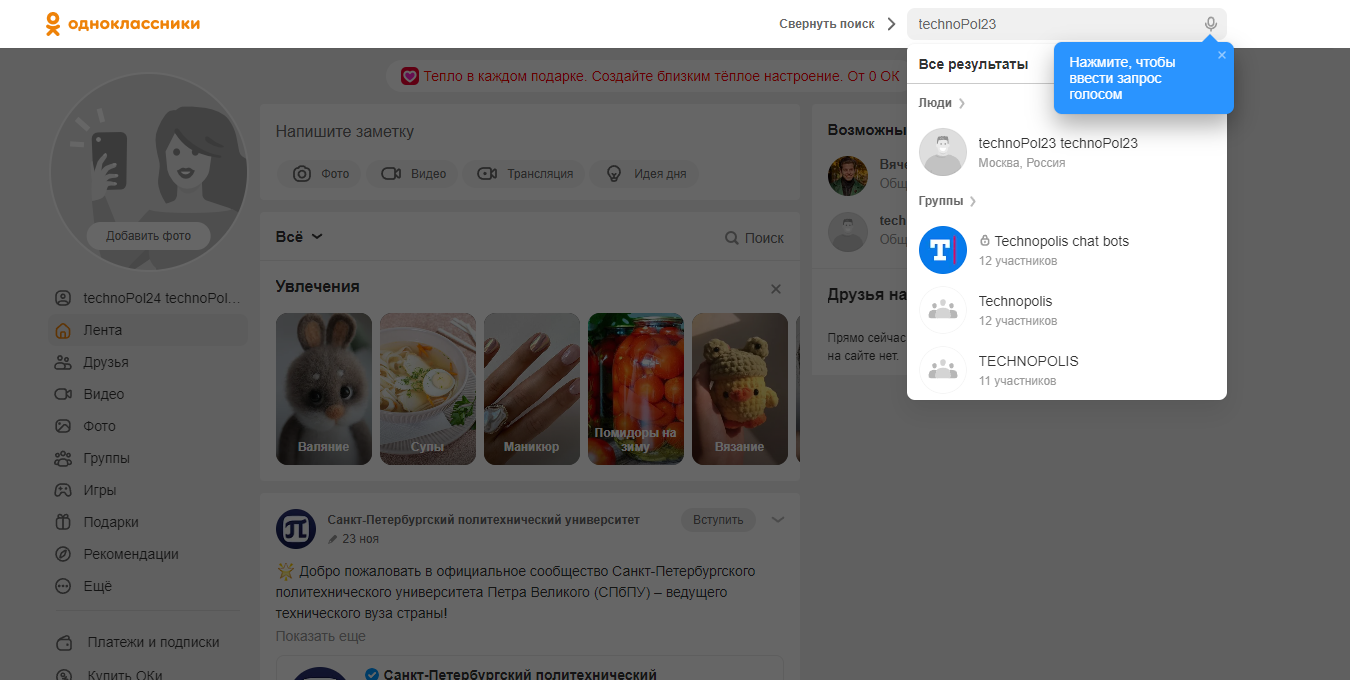 одноклассники
Свернуть поиск
technoPol23
Нажмите, чтобы
ввести запрос
голосом
Все результаты
Люди
technoPol23 technoPol23
Москва, Россия
Группы
Technopolis chat bots
12 участников
Technopolis
12 участников
TECHNOPOLIS
11 участников
Тепло в каждом подарке. Создайте близким тёплое настроение. От 0 ОК
Добавить фото
technoPol24 technoPol...
Лента
Друзья
Видео
Фото
Группы
Игры
Подарки
Рекомендации
Ещё
Платежи и подписки
Купить ОКи
Напишите заметку
Фото
Видео
Трансляция
Идея дня
Всё
Поиск
Увлечения
Валяние
Супы
Маникюр
Помидоры на
зиму
Вязание
Санкт-Петербургский политехнический университет
23 ноя
Вступить
Добро пожаловать в официальное сообщество Санкт-Петербургского
политехнического университета Петра Великого (СПбПУ) – ведущего
технического вуза страны!
Показать еще
Санкт-Петербургский политехнический
Возможны
Вяче
Общ
tech
Общ
Друзья на
Прямо сейчас
на сайте нет.